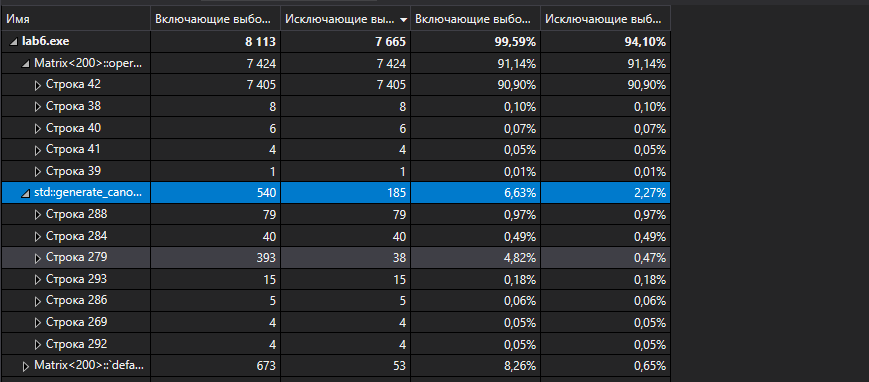 Имя Включающие выбо... Исключающие вы... Включающие выбо... Исключающие выб...
lab6.exe 8 113 7 665 99,59% 94,10%
Matrix<200>::oper... 7 424 7 424 91,14% 91,14%
Строка 42 7 405 7 405 90,90% 90,90%
Строка 38 8 8 0,10% 0,10%
Строка 40 6 6 0,07% 0,07%
Строка 41 4 4 0,05% 0,05%
Строка 39 1 1 0,01% 0,01%
std::generate_cano... 540 185 6,63% 2,27%
Строка 288 79 79 0,97% 0,97%
Строка 284 40 40 0,49% 0,49%
Строка 279 393 38 4,82% 0,47%
Строка 293 15 15 0,18% 0,18%
Строка 286 5 5 0,06% 0,06%
Строка 269 4 4 0,05% 0,05%
Строка 292 4 4 0,05% 0,05%
Matrix<200>::`defa... 673 53 8,26% 0,65%